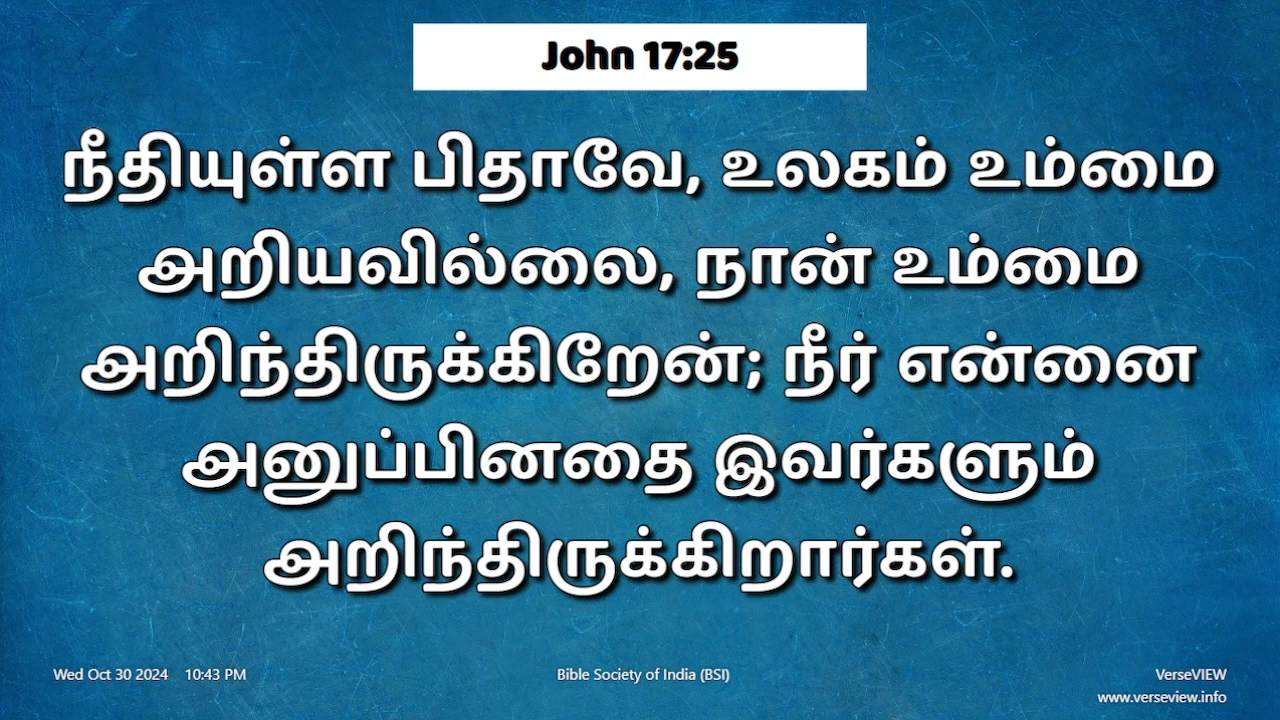 John 17:25
நீதியுள்ள பிதாவே, உலகம் உம்மை
அறியவில்லை, நான் உம்மை
அறிந்திருக்கிறேன்; நீர் என்னை
அனுப்பினதை இவர்களும்
அறிந்திருக்கிறார்கள்.
Wed Oct 30 2024 10:43 PM
Bible Society of India (BSI)
VerseVIEW
www.verseview.info